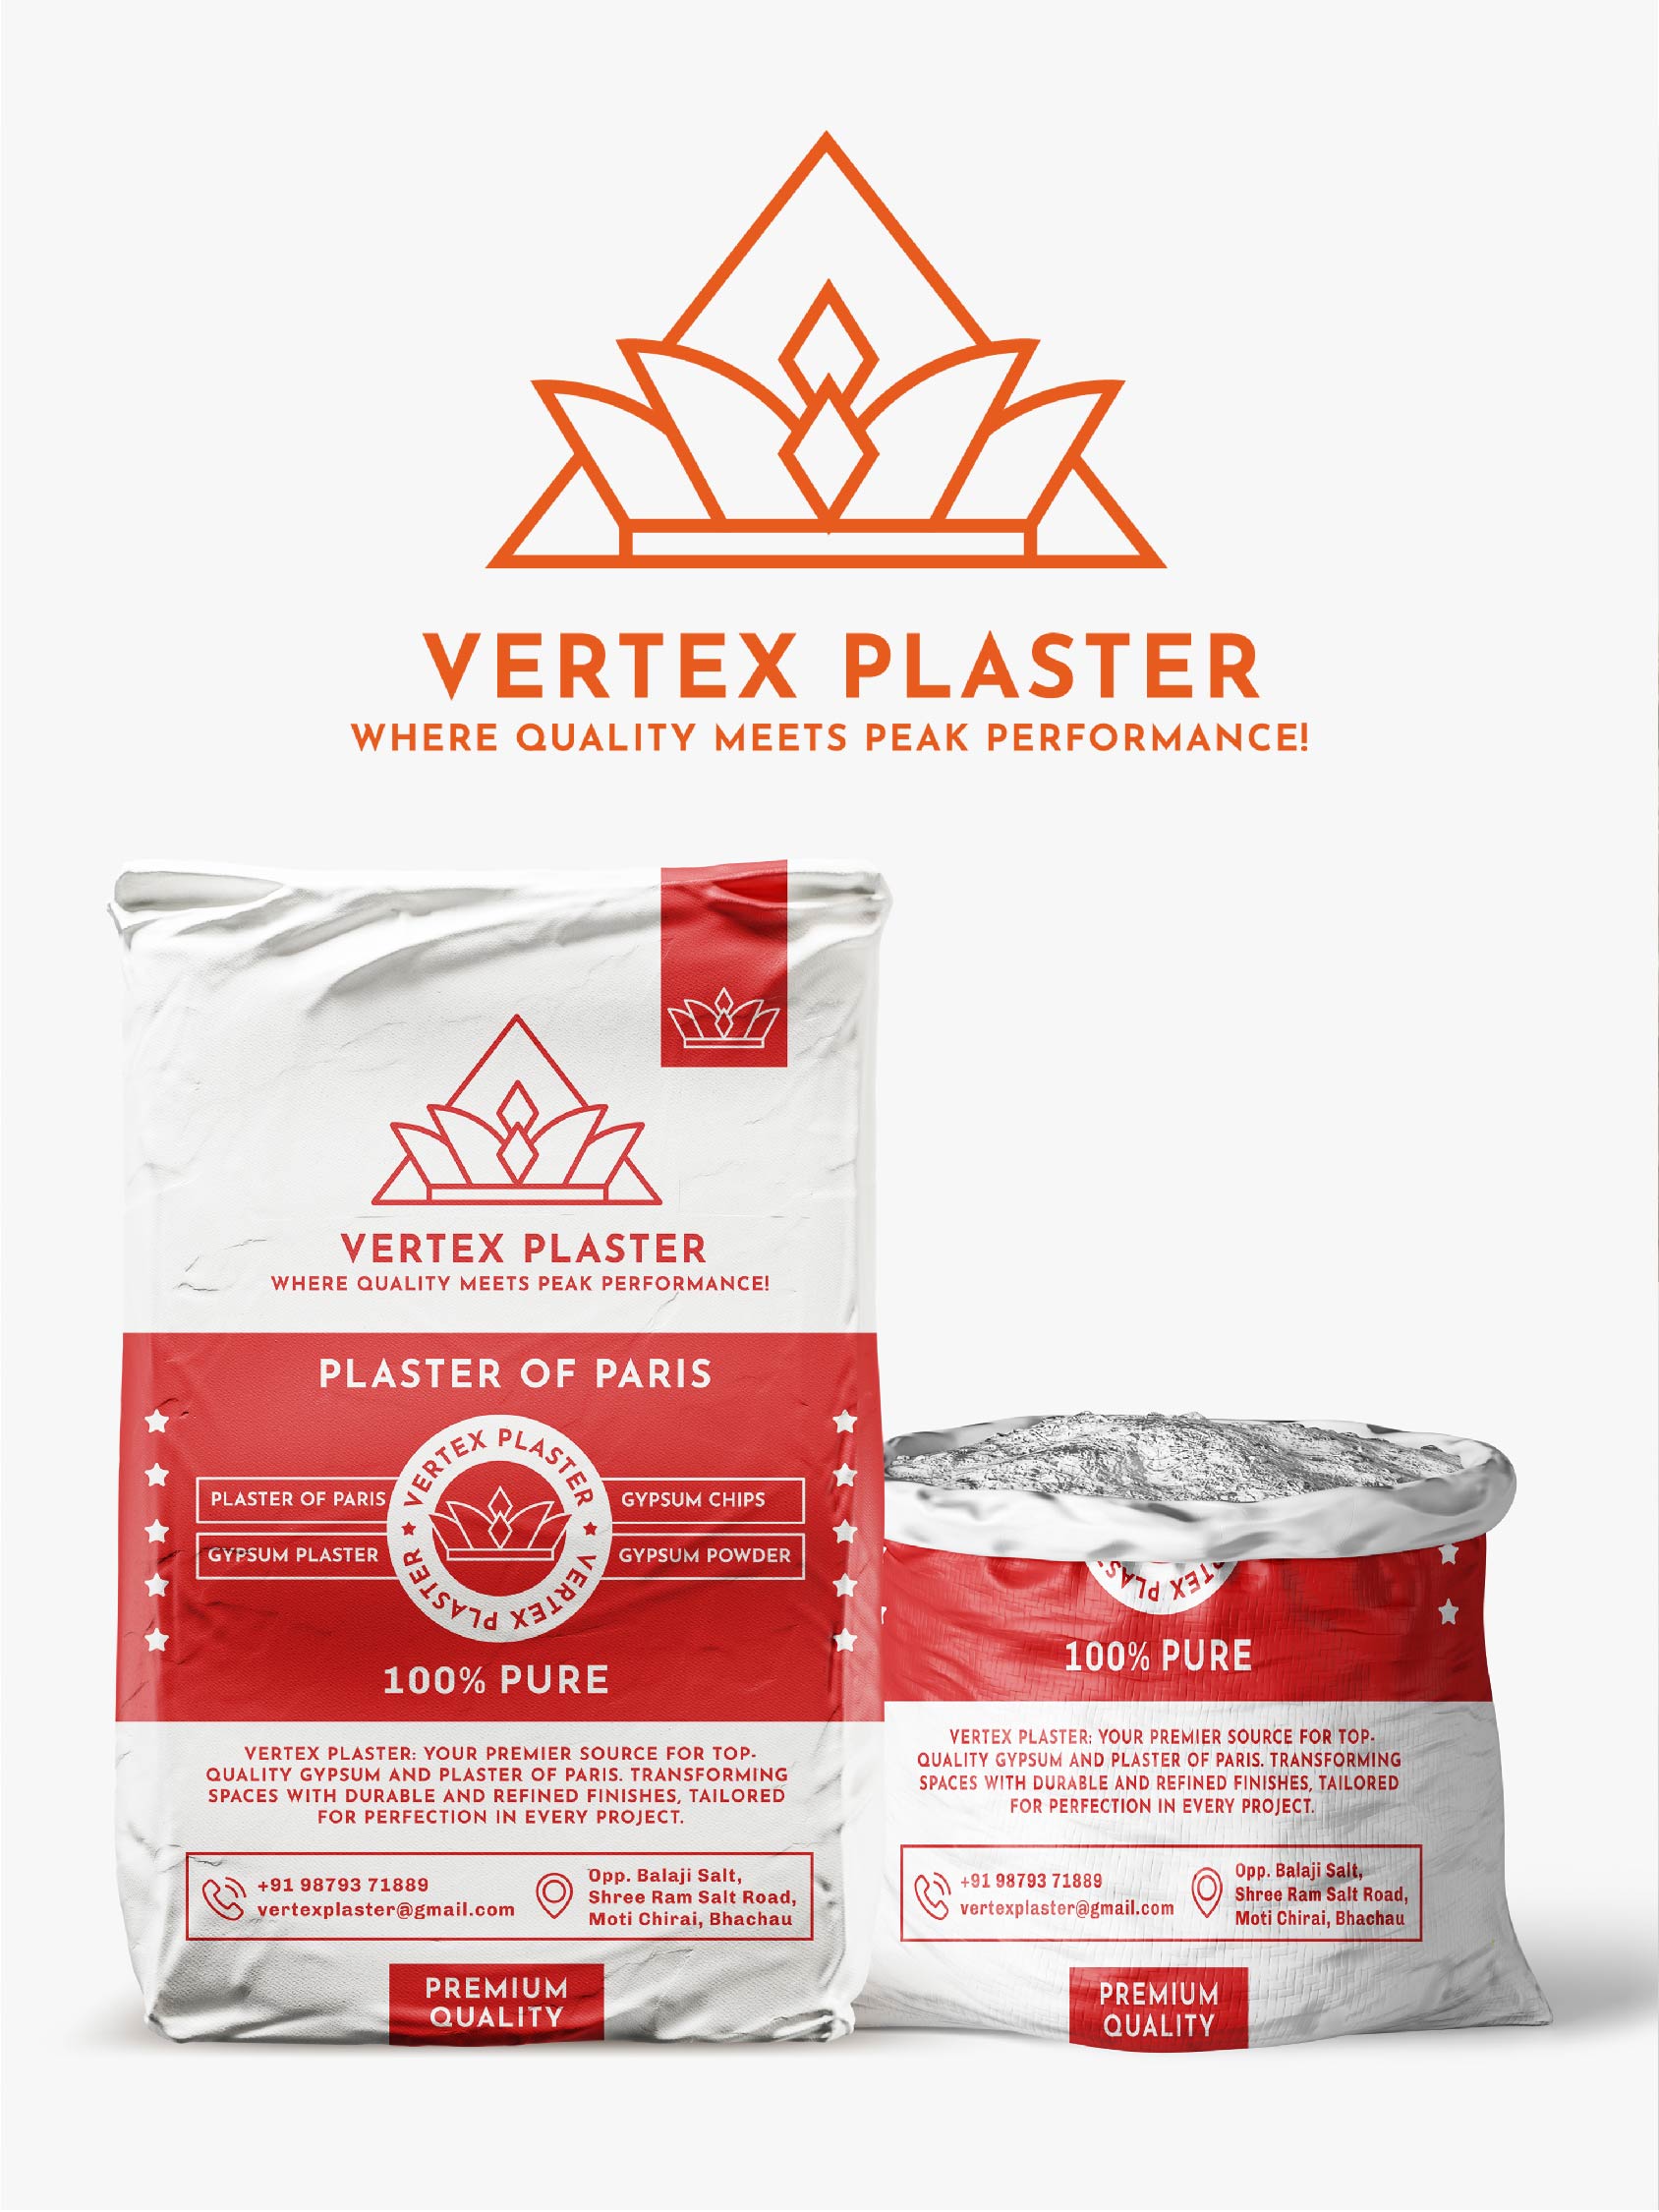 VERTEX PLASTER
WHERE QUALITY MEETS PEAK PERFORMANCE!
VERTEX PLASTER
WHERE QUALITY MEETS PEAK PERFORMANCE!
PLASTER OF PARIS
VERTEX PLASTER
PLASTER OF PARIS
GYPSUM CHIPS
GYPSUM PLASTER
GYPSUM POWDER
VERTEX PLASTER
100% PURE
VERTEX PLASTER: YOUR PREMIER SOURCE FOR TOP-
QUALITY GYPSUM AND PLASTER OF PARIS. TRANSFORMING
SPACES WITH DURABLE AND REFINED FINISHES, TAILORED
FOR PERFECTION IN EVERY PROJECT.
+91 98793 71889
vertexplaster@gmail.com
Opp. Balaji Salt,
Shree Ram Salt Road,
Moti Chirai, Bhachau
PREMIUM
QUALITY
TEX PLAS
100% PURE
VERTEX PLASTER: YOUR PREMIER SOURCE FOR TOP-
QUALITY GYPSUM AND PLASTER OF PARIS. TRANSFORMING
SPACES WITH DURABLE AND REFINED FINISHES, TAILORED
FOR PERFECTION IN EVERY PROJECT.
+91 98793 71889
vertexplaster@gmail.com
Opp. Balaji Salt,
Shree Ram Salt Road,
Moti Chirai, Bhachau
PREMIUM
QUALITY